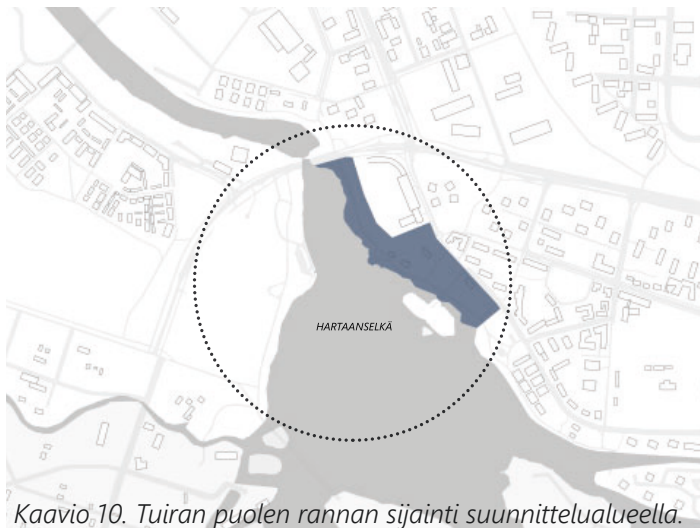 HARTAANSELKÄ
Kaavio 10. Tuiran puolen rannan sijainti suunnittelualueella.